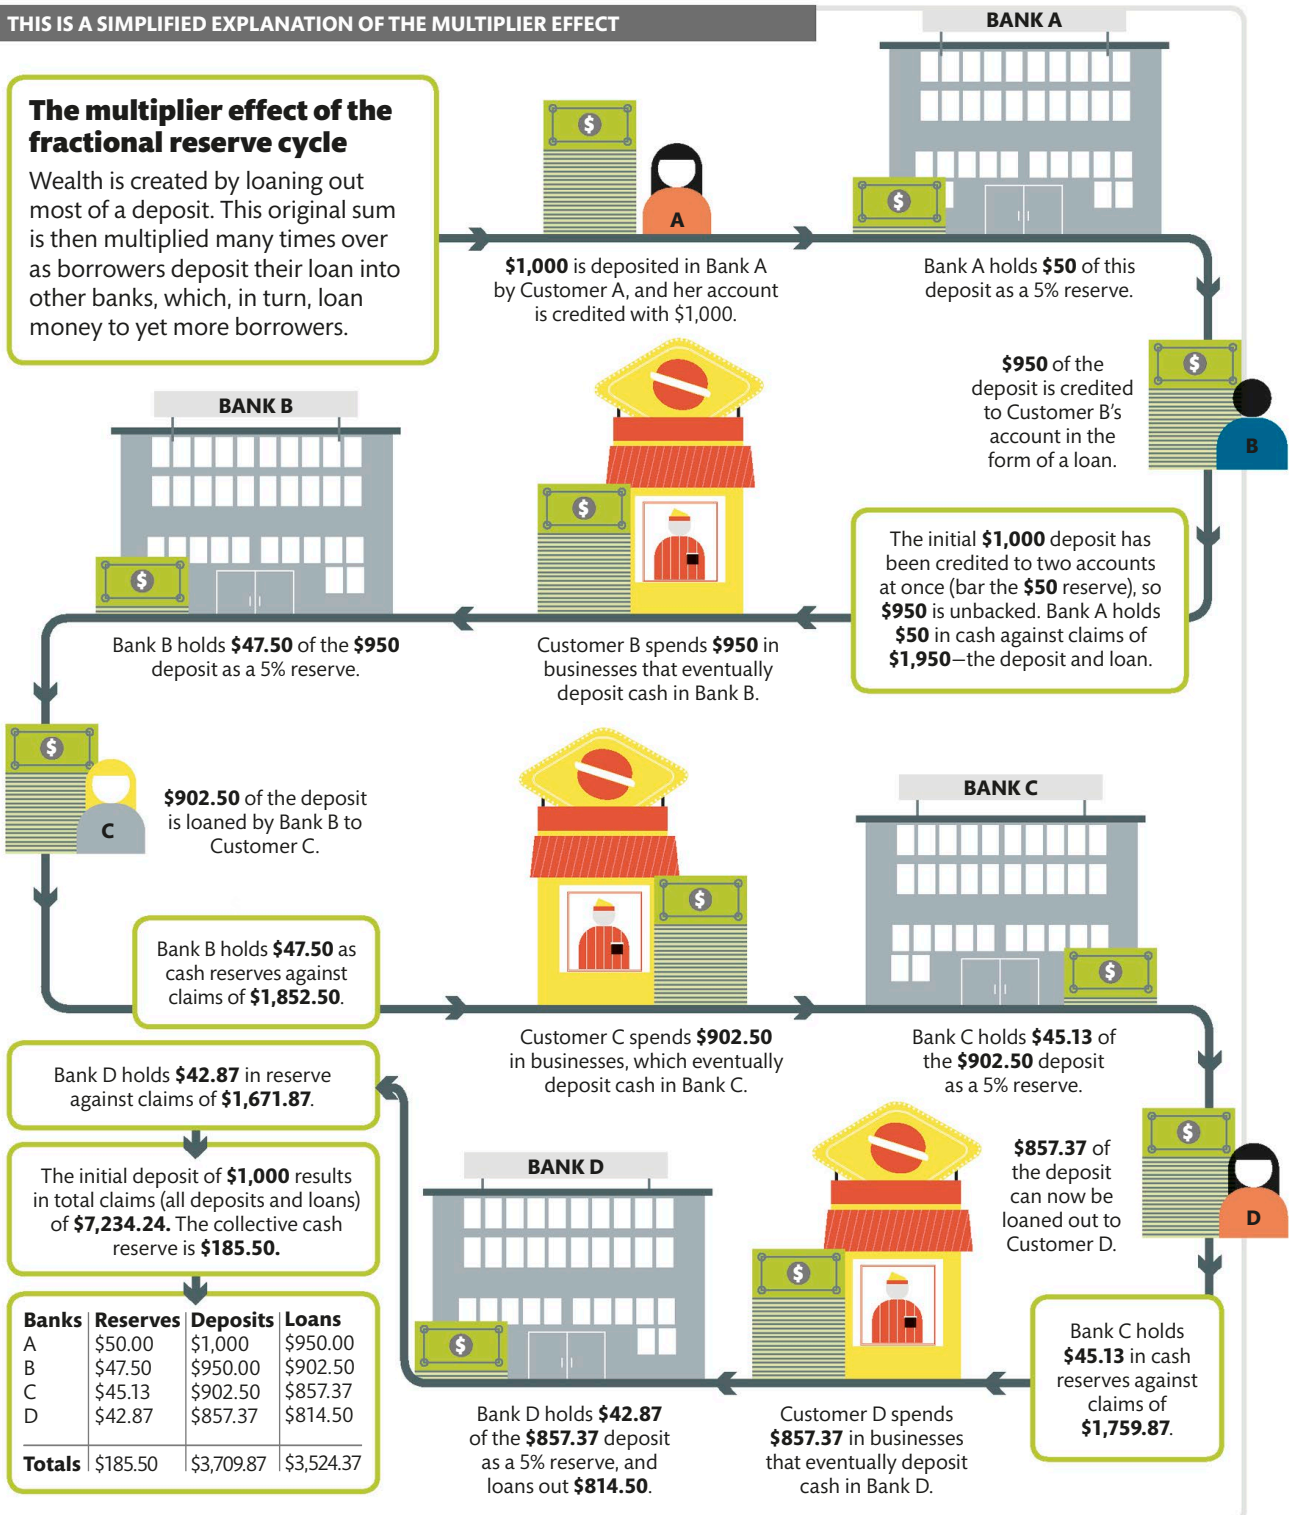 THIS IS A SIMPLIFIED EXPLANATION OF THE MULTIPLIER EFFECT
The multiplier effect of the
fractional reserve cycle
Wealth is created by loaning out
most of a deposit. This original sum
is then multiplied many times over
as borrowers deposit their loan into
other banks, which, in turn, loan
money to yet more borrowers.
$
A
$1,000 is deposited in Bank A
by Customer A, and her account
is credited with $1,000.
BANK A
$
Bank A holds $50 of this
deposit as a 5% reserve.
$950 of the
deposit is credited
to Customer B’s
account in the
form of a loan.
$
B
The initial $1,000 deposit has
been credited to two accounts
at once (bar the $50 reserve), so
$950 is unbacked. Bank A holds
$50 in cash against claims of
$1,950—the deposit and loan.
$
Customer B spends $950 in
businesses that eventually
deposit cash in Bank B.
BANK B
$
Bank B holds $47.50 of the $950
deposit as a 5% reserve.
$
C
$902.50 of the deposit
is loaned by Bank B to
Customer C.
Bank B holds $47.50 as
cash reserves against
claims of $1,852.50.
$
Customer C spends $902.50
in businesses, which eventually
deposit cash in Bank C.
BANK C
$
Bank C holds $45.13 of
the $902.50 deposit
as a 5% reserve.
$857.37 of
the deposit
can now be
loaned out to
Customer D.
$
D
Bank C holds
$45.13 in cash
reserves against
claims of
$1,759.87.
$
Customer D spends
$857.37 in businesses
that eventually deposit
cash in Bank D.
BANK D
$
Bank D holds $42.87
of the $857.37 deposit
as a 5% reserve, and
loans out $814.50.
Bank D holds $42.87 in reserve
against claims of $1,671.87.
The initial deposit of $1,000 results
in total claims (all deposits and loans)
of $7,234.24. The collective cash
reserve is $185.50.
Banks Reserves Deposits Loans
A $50.00 $1,000 $950.00
B $47.50 $950.00 $902.50
C $45.13 $902.50 $857.37
D $42.87 $857.37 $814.50
Totals $185.50 $3,709.87 $3,524.37